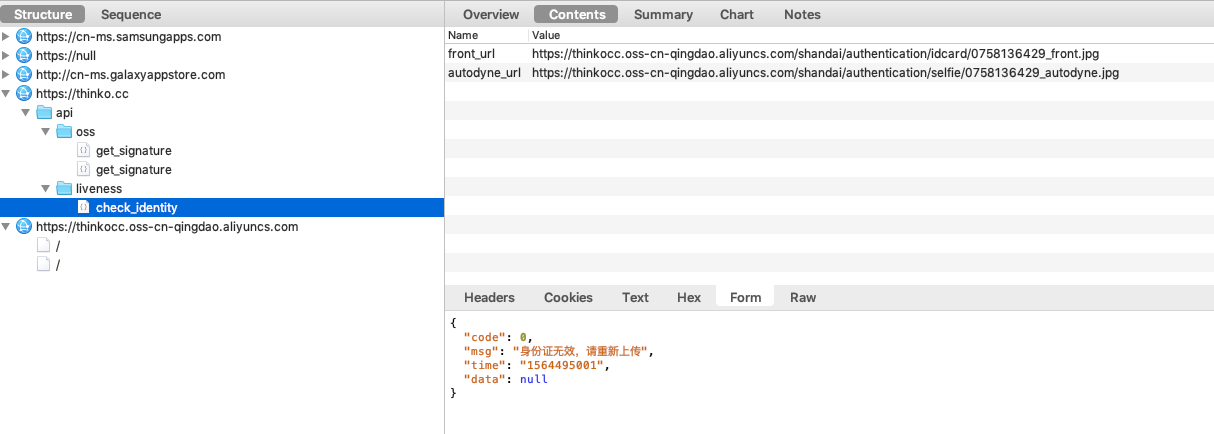 Structure Sequence
https://cn-ms.samsungapps.com
https://null
http://cn-ms.galaxyappstore.com
https://thinko.cc
api
oss
get_signature
get_signature
liveness
check_identity
https://thinkocc.oss-cn-qingdao.aliyuncs.com
/
/
Overview Contents Summary Chart Notes
Name Value
front_url https://thinkocc.oss-cn-qingdao.aliyuncs.com/shandai/authentication/idcard/0758136429_front.jpg
autodyne_url https://thinkocc.oss-cn-qingdao.aliyuncs.com/shandai/authentication/selfie/0758136429_autodyne.jpg
Headers Cookies Text Hex Form Raw
{
"code": 0,
"msg": "身份证无效，请重新上传",
"time": "1564495001",
"data": null
}